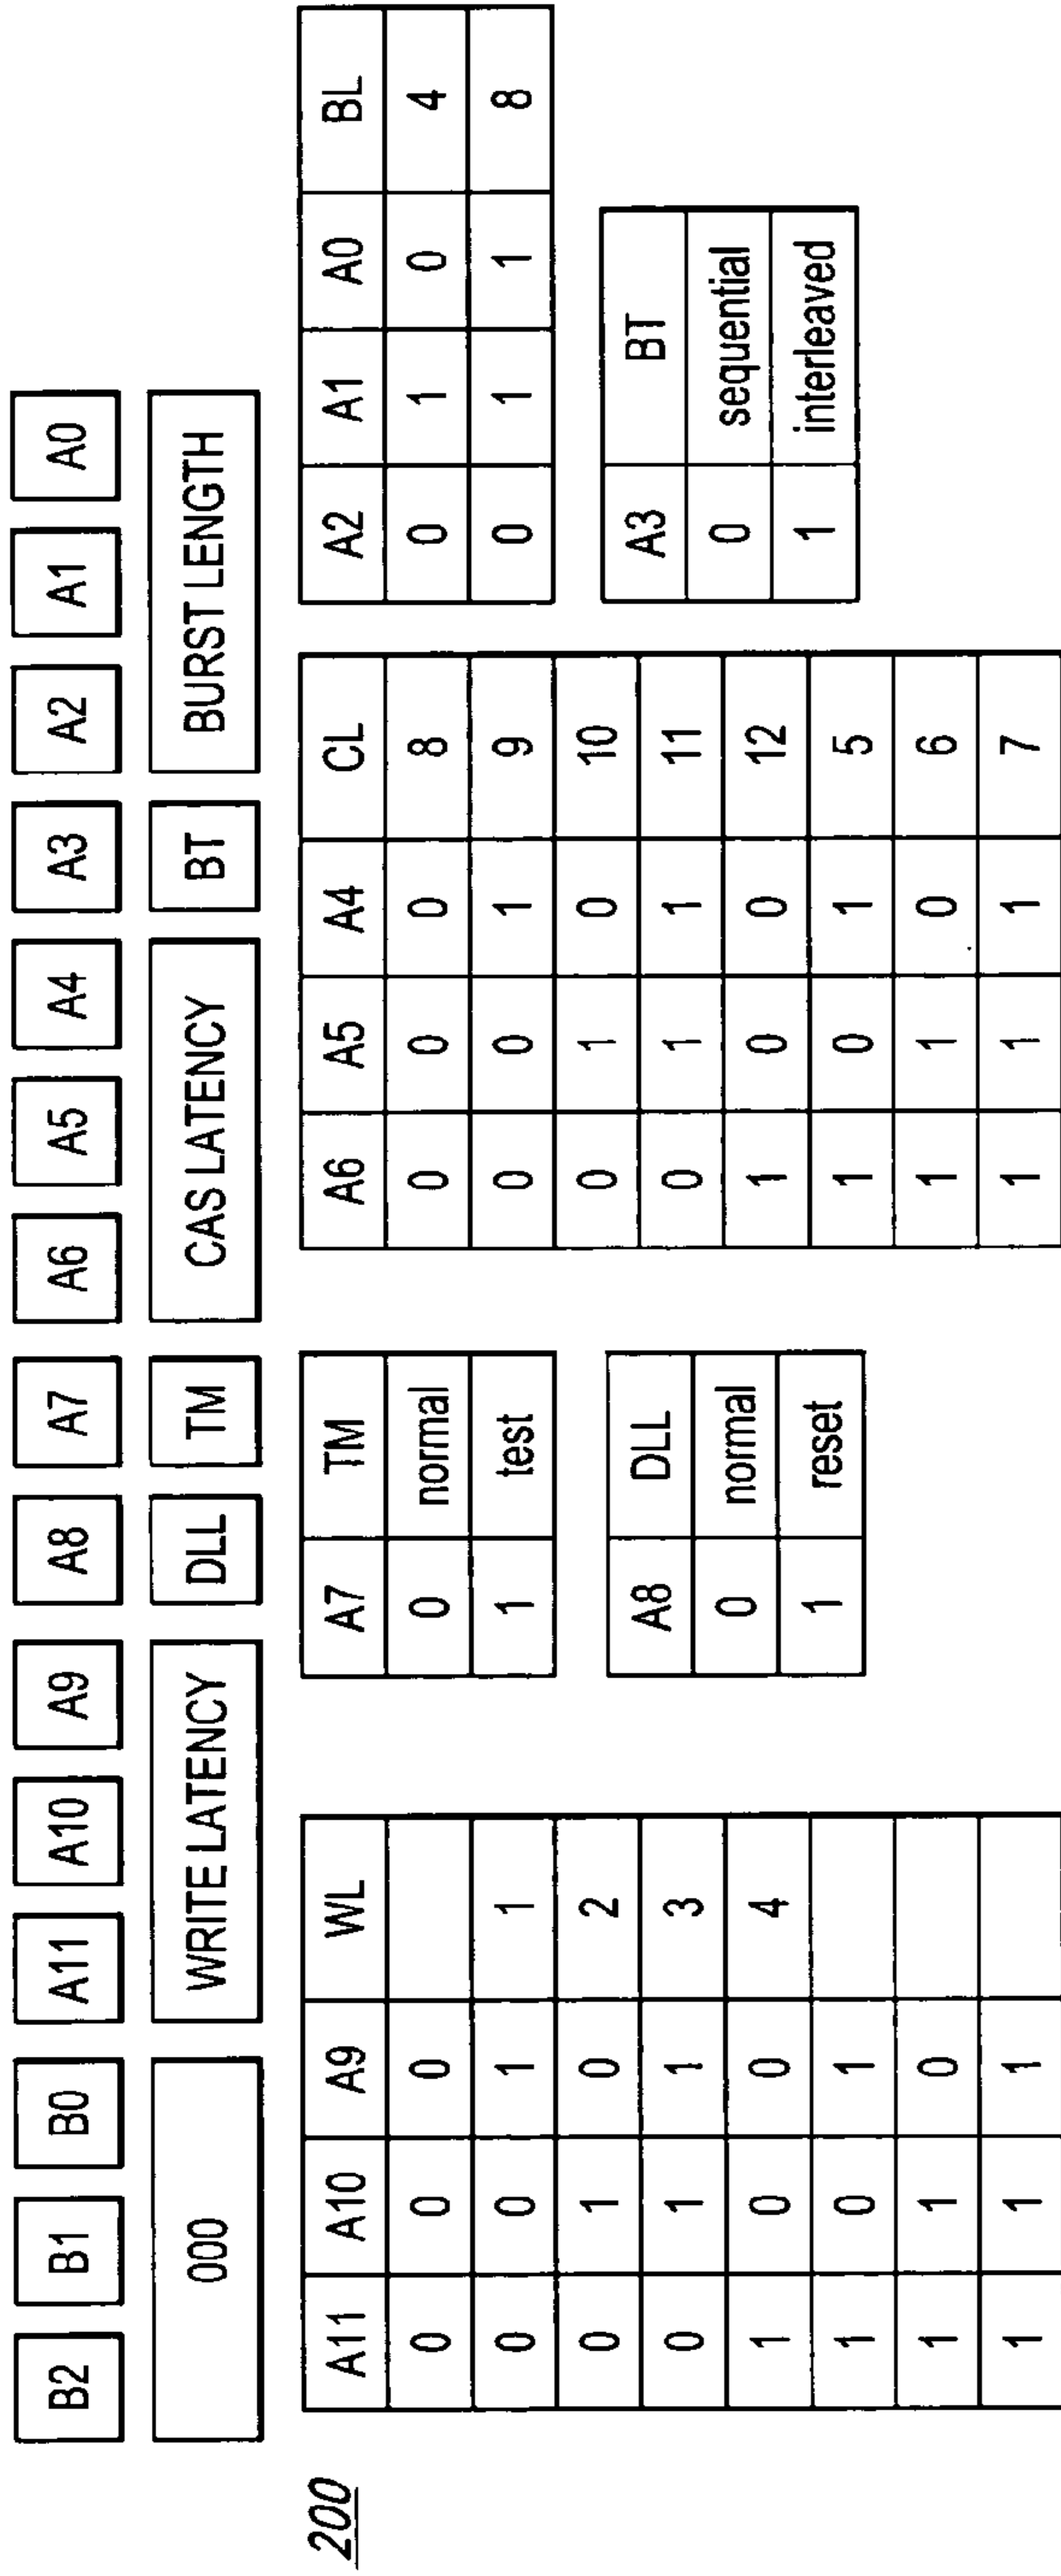 200
B2 B1 B0 A11 A10 A9 A8 A7 A6 A5 A4 A3 A2 A1 A0
000 WRITE LATENCY DLL TM CAS LATENCY BT BURST LENGTH
A11 A10 A9 WL
0 0 0
0 0 1 1
0 1 0 2
0 1 1 3
1 0 0 4
1 0 1
1 1 0
1 1 1
A7 TM
0 normal
1 test
A8 DLL
0 normal
1 reset
A6 A5 A4 CL
0 0 0 8
0 0 1 9
0 1 0 10
0 1 1 11
1 0 0 12
1 0 1 5
1 1 0 6
1 1 1 7
A2 A1 A0 BL
0 1 0 4
0 1 1 8
A3 BT
0 sequential
1 interleaved